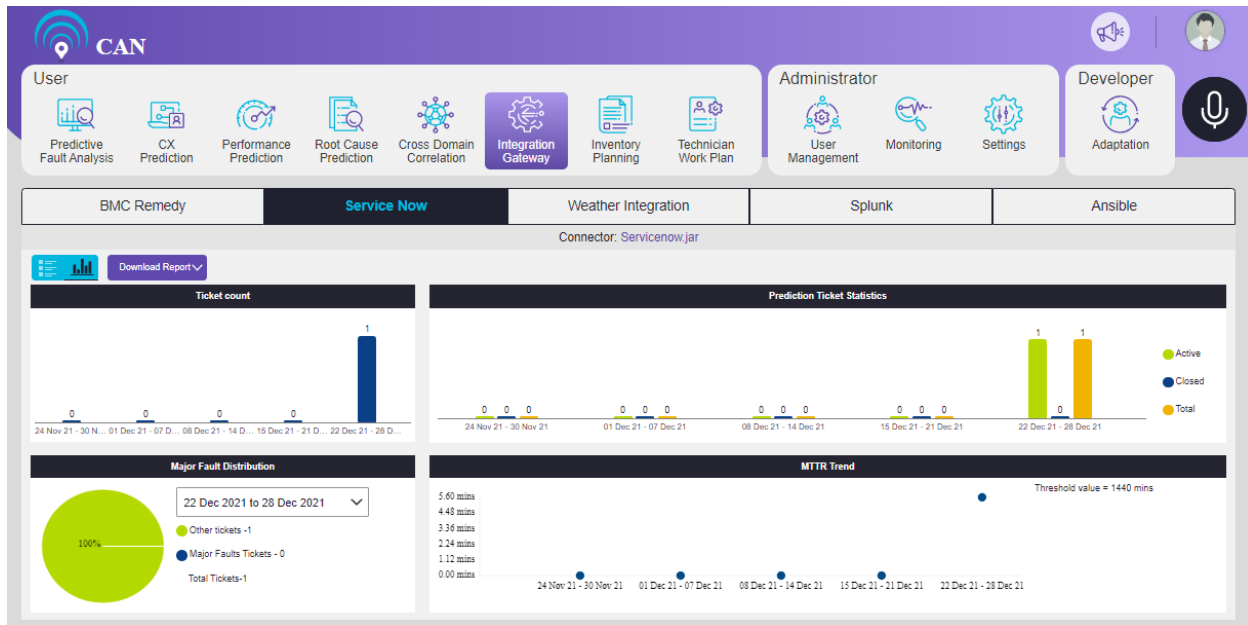 CAN
User
Administrator
Developer
Predictive
Fault Analysis
CX
Prediction
Performance
Prediction
Root Cause
Prediction
Cross Domain
Correlation
Integration
Gateway
Inventory
Planning
Technician
Work Plan
User
Management
Monitoring
Settings
Adaptation
BMC Remedy
Service Now
Weather Integration
Splunk
Ansible
Connector: Servicenow.jar
Download Report
Ticket count
1
0 0 0 0
24 Nov 21 - 30 N... 01 Dec 21 - 07 D... 08 Dec 21 - 14 D... 15 Dec 21 - 21 D... 22 Dec 21 - 28 D...
Prediction Ticket Statistics
1 1
0 0 0 0 0 0 0 0 0 0 0 0 0
24 Nov 21 - 30 Nov 21 01 Dec 21 - 07 Dec 21 08 Dec 21 - 14 Dec 21 15 Dec 21 - 21 Dec 21 22 Dec 21 - 28 Dec 21
Active
Closed
Total
Major Fault Distribution
22 Dec 2021 to 28 Dec 2021
100%
Other tickets -1
Major Faults Tickets - 0
Total Tickets-1
MTTR Trend
Threshold value = 1440 mins
5.60 mins
4.48 mins
3.36 mins
2.24 mins
1.12 mins
0.00 mins
24 Nov 21 - 30 Nov 21 01 Dec 21 - 07 Dec 21 08 Dec 21 - 14 Dec 21 15 Dec 21 - 21 Dec 21 22 Dec 21 - 28 Dec 21